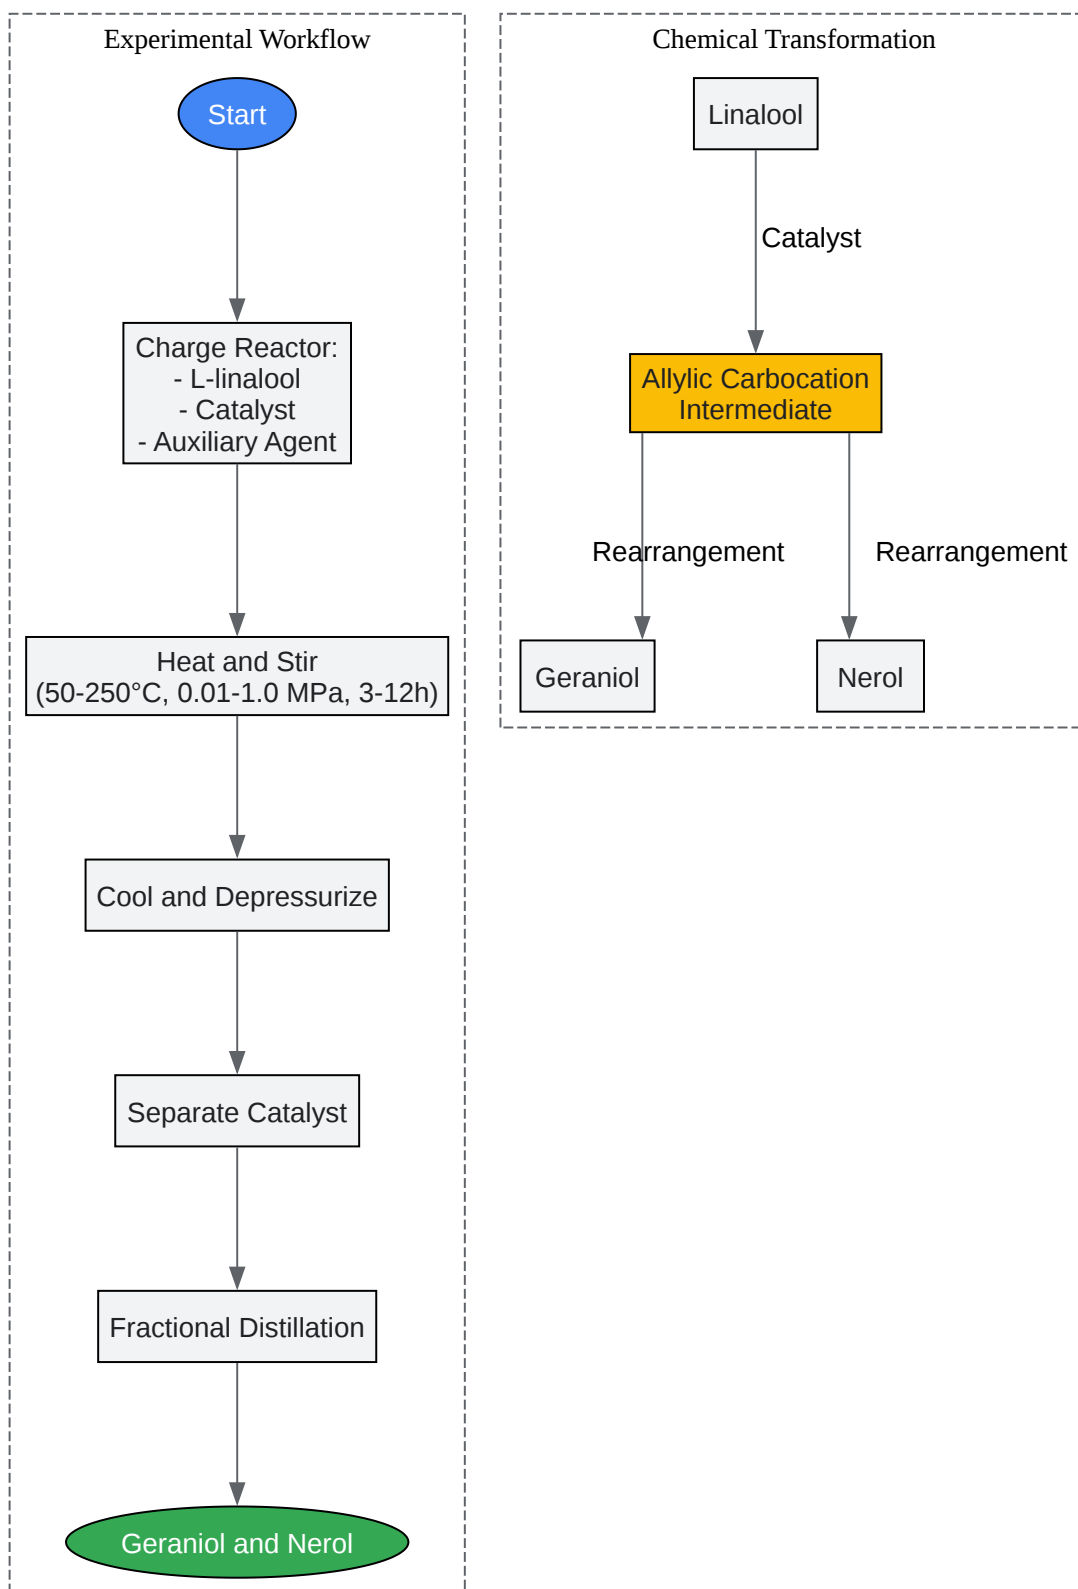 Experimental Workflow
Start
Charge Reactor:
- L-linalool
- Catalyst
- Auxiliary Agent
Heat and Stir
(50-250°C, 0.01-1.0 MPa, 3-12h)
Cool and Depressurize
Separate Catalyst
Fractional Distillation
Geraniol and Nerol
Chemical Transformation
Linalool
Catalyst
Allylic Carbocation
Intermediate
Rearrangement
Rearrangement
Geraniol
Nerol